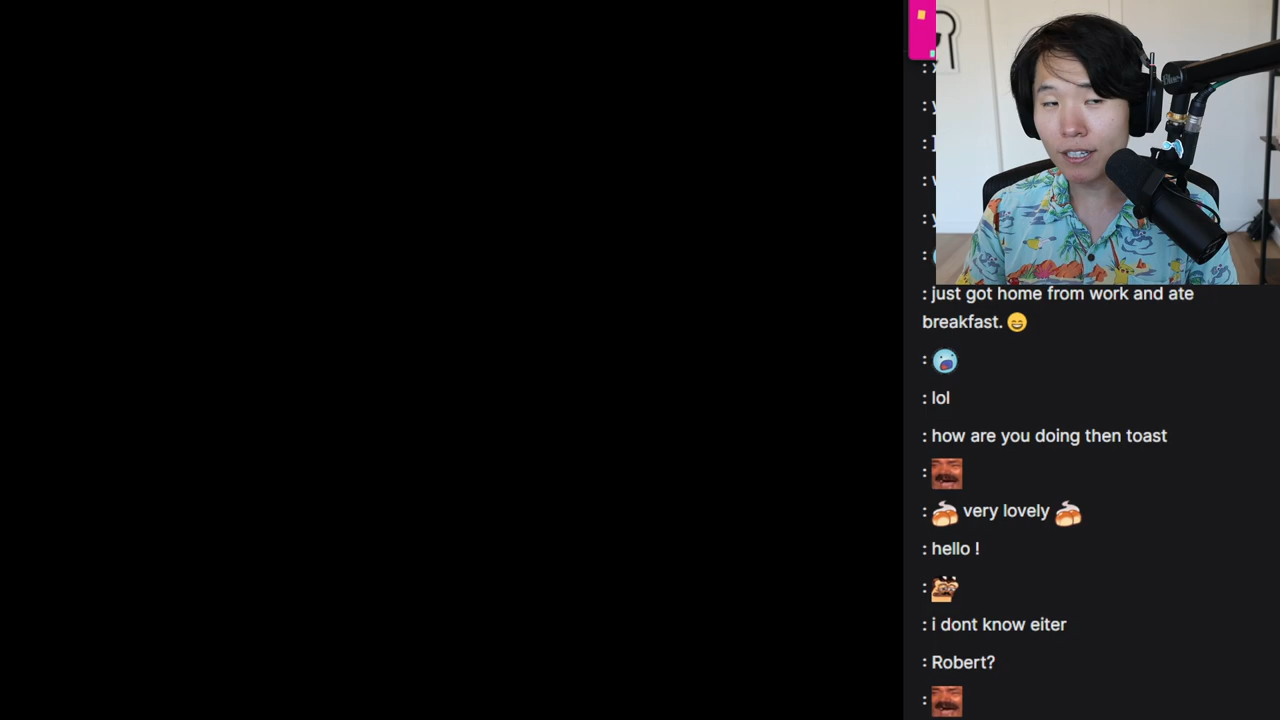 : x
: y
: ]
: v
: y
:
: just got home from work and ate
breakfast. 😄
:
: lol
: how are you doing then toast
:
: very lovely
: hello !
:
: i dont know eiter
: Robert?
:
Blue